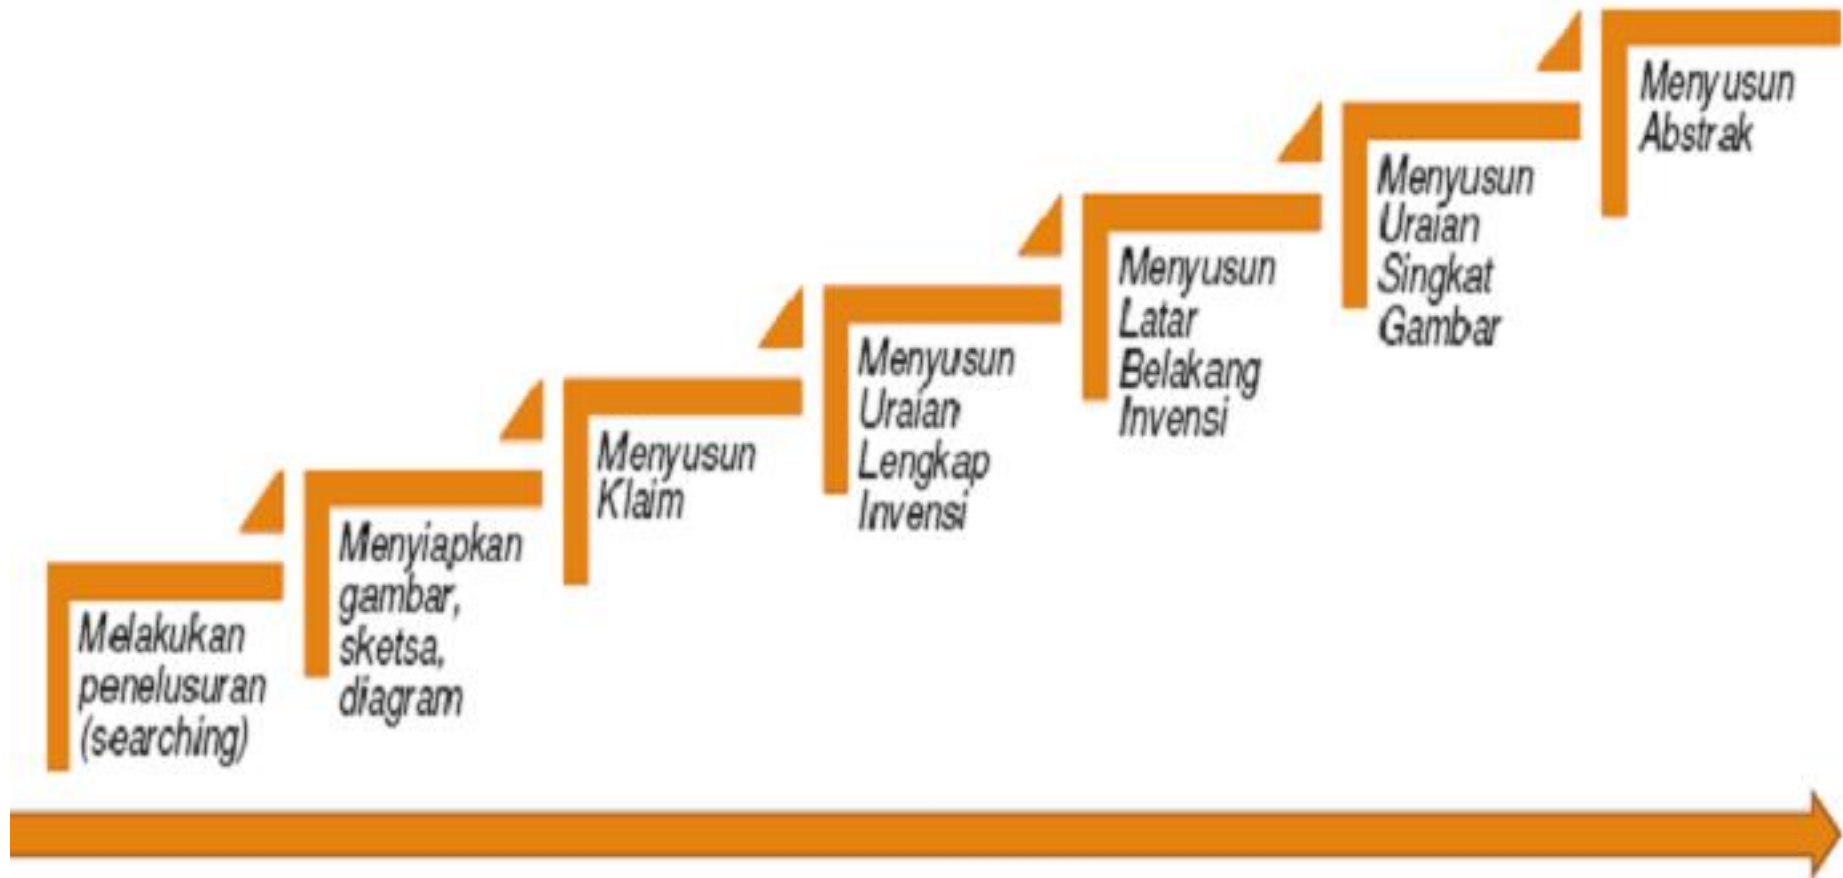 Melakukan
penelusuran
(searching)
Menyiapkan
gambar,
sketsa,
diagram
Menyusun
Klaim
Menyusun
Uraian
Lengkap
Invensi
Menyusun
Latar
Belakang
Invensi
Menyusun
Uraian
Singkat
Gambar
Menyusun
Abstrak